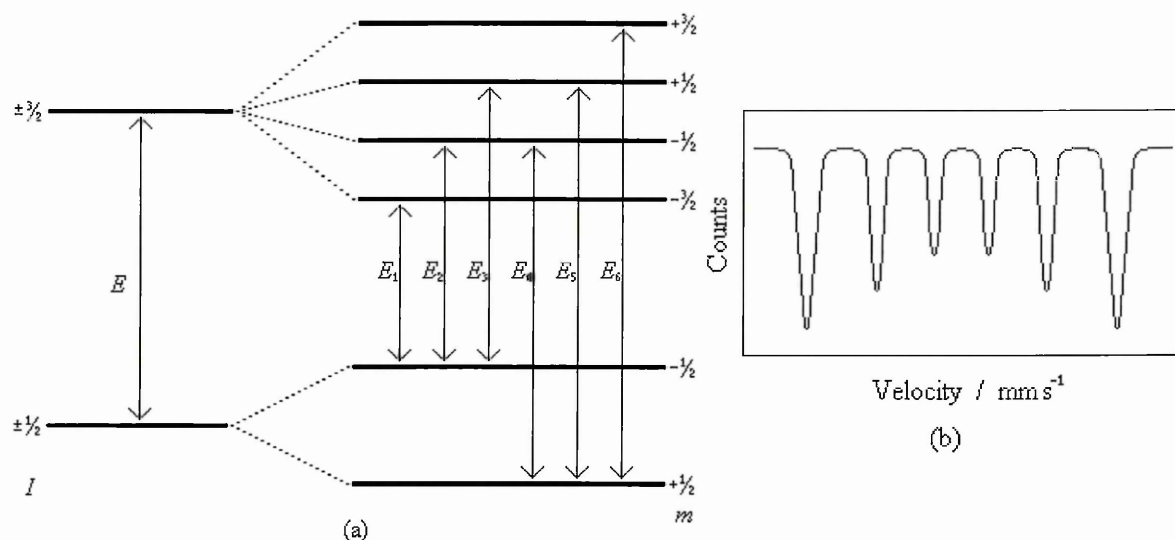 +³⁄₂
+½
±³⁄₂
-½
-³⁄₂
E
E₁
E₂
E₃
E₄
E₅
E₆
-½
±½
+½
I
m
(a)
Counts
Velocity / mm s⁻¹
(b)